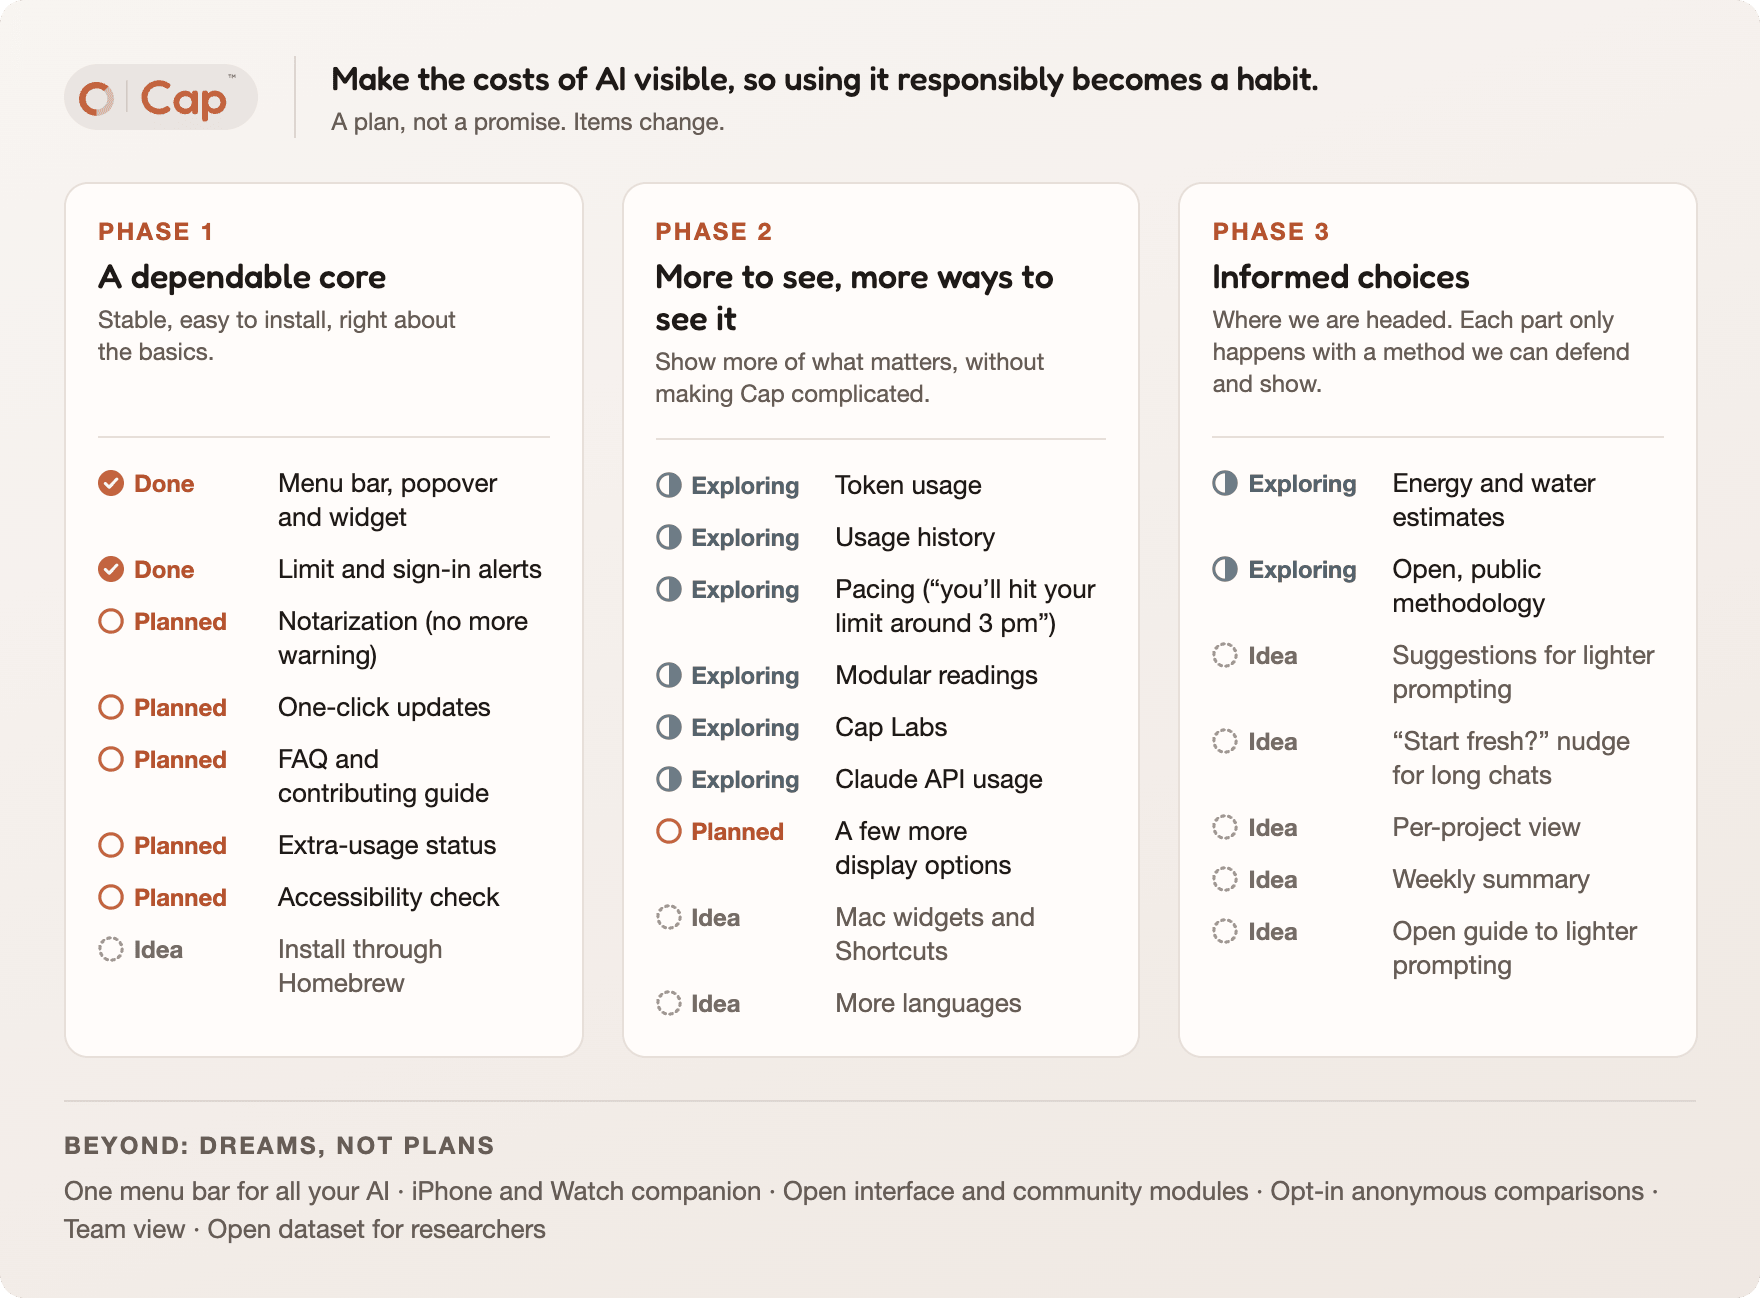 Cap™
Make the costs of AI visible, so using it responsibly becomes a habit.
A plan, not a promise. Items change.
PHASE 1
A dependable core
Stable, easy to install, right about
the basics.
Done Menu bar, popover
and widget
Done Limit and sign-in alerts
Planned Notarization (no more
warning)
Planned One-click updates
Planned FAQ and
contributing guide
Planned Extra-usage status
Planned Accessibility check
Idea Install through
Homebrew
PHASE 2
More to see, more ways to
see it
Show more of what matters, without
making Cap complicated.
Exploring Token usage
Exploring Usage history
Exploring Pacing (“you’ll hit your
limit around 3 pm”)
Exploring Modular readings
Exploring Cap Labs
Exploring Claude API usage
Planned A few more
display options
Idea Mac widgets and
Shortcuts
Idea More languages
PHASE 3
Informed choices
Where we are headed. Each part only
happens with a method we can defend
and show.
Exploring Energy and water
estimates
Exploring Open, public
methodology
Idea Suggestions for lighter
prompting
Idea “Start fresh?” nudge
for long chats
Idea Per-project view
Idea Weekly summary
Idea Open guide to lighter
prompting
BEYOND: DREAMS, NOT PLANS
One menu bar for all your AI · iPhone and Watch companion · Open interface and community modules · Opt-in anonymous comparisons ·
Team view · Open dataset for researchers